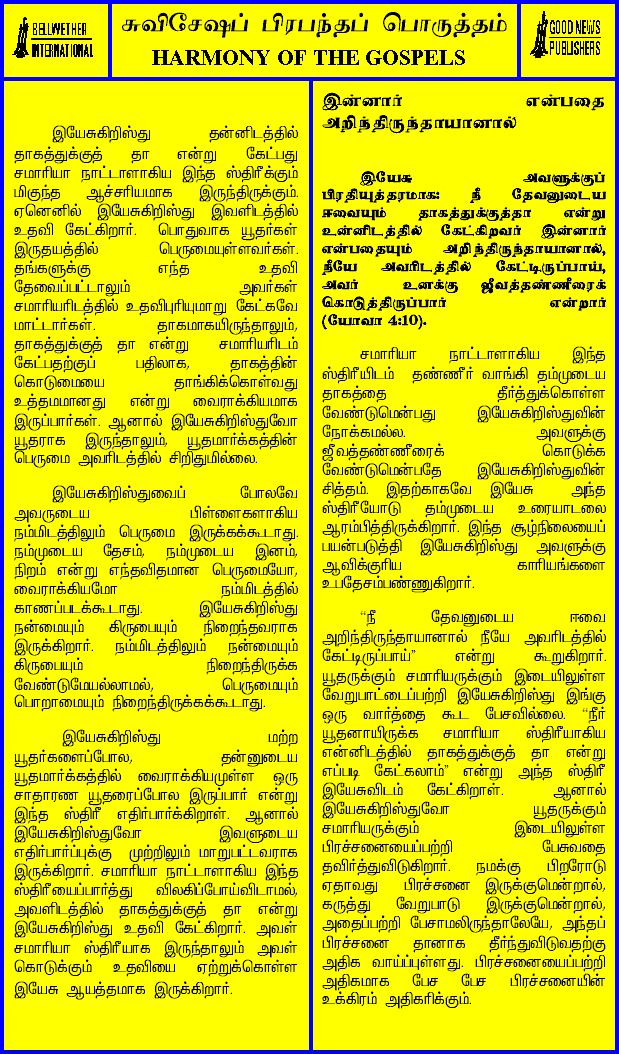 BELLWETHER
INTERNATIONAL
சுவிசேஷப் பிரபந்தப் பொருத்தம்
HARMONY OF THE GOSPELS
GOOD NEWS
PUBLISHERS
இயேசுகிறிஸ்து தன்னிடத்தில்
தாகத்துக்குத் தா என்று கேட்பது
சமாரியா நாட்டாளாகிய இந்த ஸ்திரீக்கும்
மிகுந்த ஆச்சரியமாக இருந்திருக்கும்.
ஏனெனில் இயேசுகிறிஸ்து இவளிடத்தில்
உதவி கேட்கிறார். பொதுவாக யூதர்கள்
இருதயத்தில் பெருமையுள்ளவர்கள்.
தங்களுக்கு எந்த உதவி
தேவைப்பட்டாலும் அவர்கள்
சமாரியரிடத்தில் உதவிபுரியுமாறு கேட்கவே
மாட்டார்கள். தாகமாகயிருந்தாலும்,
தாகத்துக்குத் தா என்று சமாரியரிடம்
கேட்பதற்குப் பதிலாக, தாகத்தின்
கொடுமையை தாங்கிக்கொள்வது
உத்தமமானது என்று வைராக்கியமாக
இருப்பார்கள். ஆனால் இயேசுகிறிஸ்துவோ
யூதராக இருந்தாலும், யூதமார்க்கத்தின்
பெருமை அவரிடத்தில் சிறிதுமில்லை.
இயேசுகிறிஸ்துவைப் போலவே
அவருடைய பிள்ளைகளாகிய
நம்மிடத்திலும் பெருமை இருக்கக்கூடாது.
நம்முடைய தேசம், நம்முடைய இனம்,
நிறம் என்று எந்தவிதமான பெருமையோ,
வைராக்கியமோ நம்மிடத்தில்
காணப்படக்கூடாது. இயேசுகிறிஸ்து
நன்மையும் கிருபையும் நிறைந்தவராக
இருக்கிறார். நம்மிடத்திலும் நன்மையும்
கிருபையும் நிறைந்திருக்க
வேண்டுமேயல்லாமல், பெருமையும்
பொறாமையும் நிறைந்திருக்கக்கூடாது.
இயேசுகிறிஸ்து மற்ற
யூதர்களைப்போல, தன்னுடைய
யூதமார்க்கத்தில் வைராக்கியமுள்ள ஒரு
சாதாரண யூதரைப்போல இருப்பார் என்று
இந்த ஸ்திரீ எதிர்பார்க்கிறாள். ஆனால்
இயேசுகிறிஸ்துவோ இவளுடைய
எதிர்பார்ப்புக்கு முற்றிலும் மாறுபட்டவராக
இருக்கிறார். சமாரியா நாட்டாளாகிய இந்த
ஸ்திரீயைப்பார்த்து விலகிப்போய்விடாமல்,
அவளிடத்தில் தாகத்துக்குத் தா என்று
இயேசுகிறிஸ்து உதவி கேட்கிறார். அவள்
சமாரியா ஸ்திரீயாக இருந்தாலும் அவள்
கொடுக்கும் உதவியை ஏற்றுக்கொள்ள
இயேசு ஆயத்தமாக இருக்கிறார்.
இன்னார் என்பதை
அறிந்திருந்தாயானால்
இயேசு அவளுக்குப்
பிரதியுத்தரமாக: நீ தேவனுடைய
ஈவையும் தாகத்துக்குத்தா என்று
உன்னிடத்தில் கேட்கிறவர் இன்னார்
என்பதையும் அறிந்திருந்தாயானால்,
நீயே அவரிடத்தில் கேட்டிருப்பாய்,
அவர் உனக்கு ஜீவத்தண்ணீரைக்
கொடுத்திருப்பார் என்றார்
(யோவா 4:10).
சமாரியா நாட்டாளாகிய இந்த
ஸ்திரீயிடம் தண்ணீர் வாங்கி தம்முடைய
தாகத்தை தீர்த்துக்கொள்ள
வேண்டுமென்பது இயேசுகிறிஸ்துவின்
நோக்கமல்ல. அவளுக்கு
ஜீவத்தண்ணீரைக் கொடுக்க
வேண்டுமென்பதே இயேசுகிறிஸ்துவின்
சித்தம். இதற்காகவே இயேசு அந்த
ஸ்திரீயோடு தம்முடைய உரையாடலை
ஆரம்பித்திருக்கிறார். இந்த சூழ்நிலையைப்
பயன்படுத்தி இயேசுகிறிஸ்து அவளுக்கு
ஆவிக்குரிய காரியங்களை
உபதேசம்பண்ணுகிறார்.
“நீ தேவனுடைய ஈவை
அறிந்திருந்தாயானால் நீயே அவரிடத்தில்
கேட்டிருப்பாய்” என்று கூறுகிறார்.
யூதருக்கும் சமாரியருக்கும் இடையிலுள்ள
வேறுபாட்டைப்பற்றி இயேசுகிறிஸ்து இங்கு
ஒரு வார்த்தை கூட பேசவில்லை. “நீர்
யூதனாயிருக்க சமாரியா ஸ்திரீயாகிய
என்னிடத்தில் தாகத்துக்குத் தா என்று
எப்படி கேட்கலாம்” என்று அந்த ஸ்திரீ
இயேசுவிடம் கேட்கிறாள். ஆனால்
இயேசுகிறிஸ்துவோ யூதருக்கும்
சமாரியருக்கும் இடையிலுள்ள
பிரச்சனையைப்பற்றி பேசுவதை
தவிர்த்துவிடுகிறார். நமக்கு பிறரோடு
ஏதாவது பிரச்சனை இருக்குமென்றால்,
கருத்து வேறுபாடு இருக்குமென்றால்,
அதைப்பற்றி பேசாமலிருந்தாலேயே, அந்தப்
பிரச்சனை தானாக தீர்ந்துவிடுவதற்கு
அதிக வாய்ப்புள்ளது. பிரச்சனையைப்பற்றி
அதிகமாக பேச பேச பிரச்சனையின்
உக்கிரம் அதிகரிக்கும்.